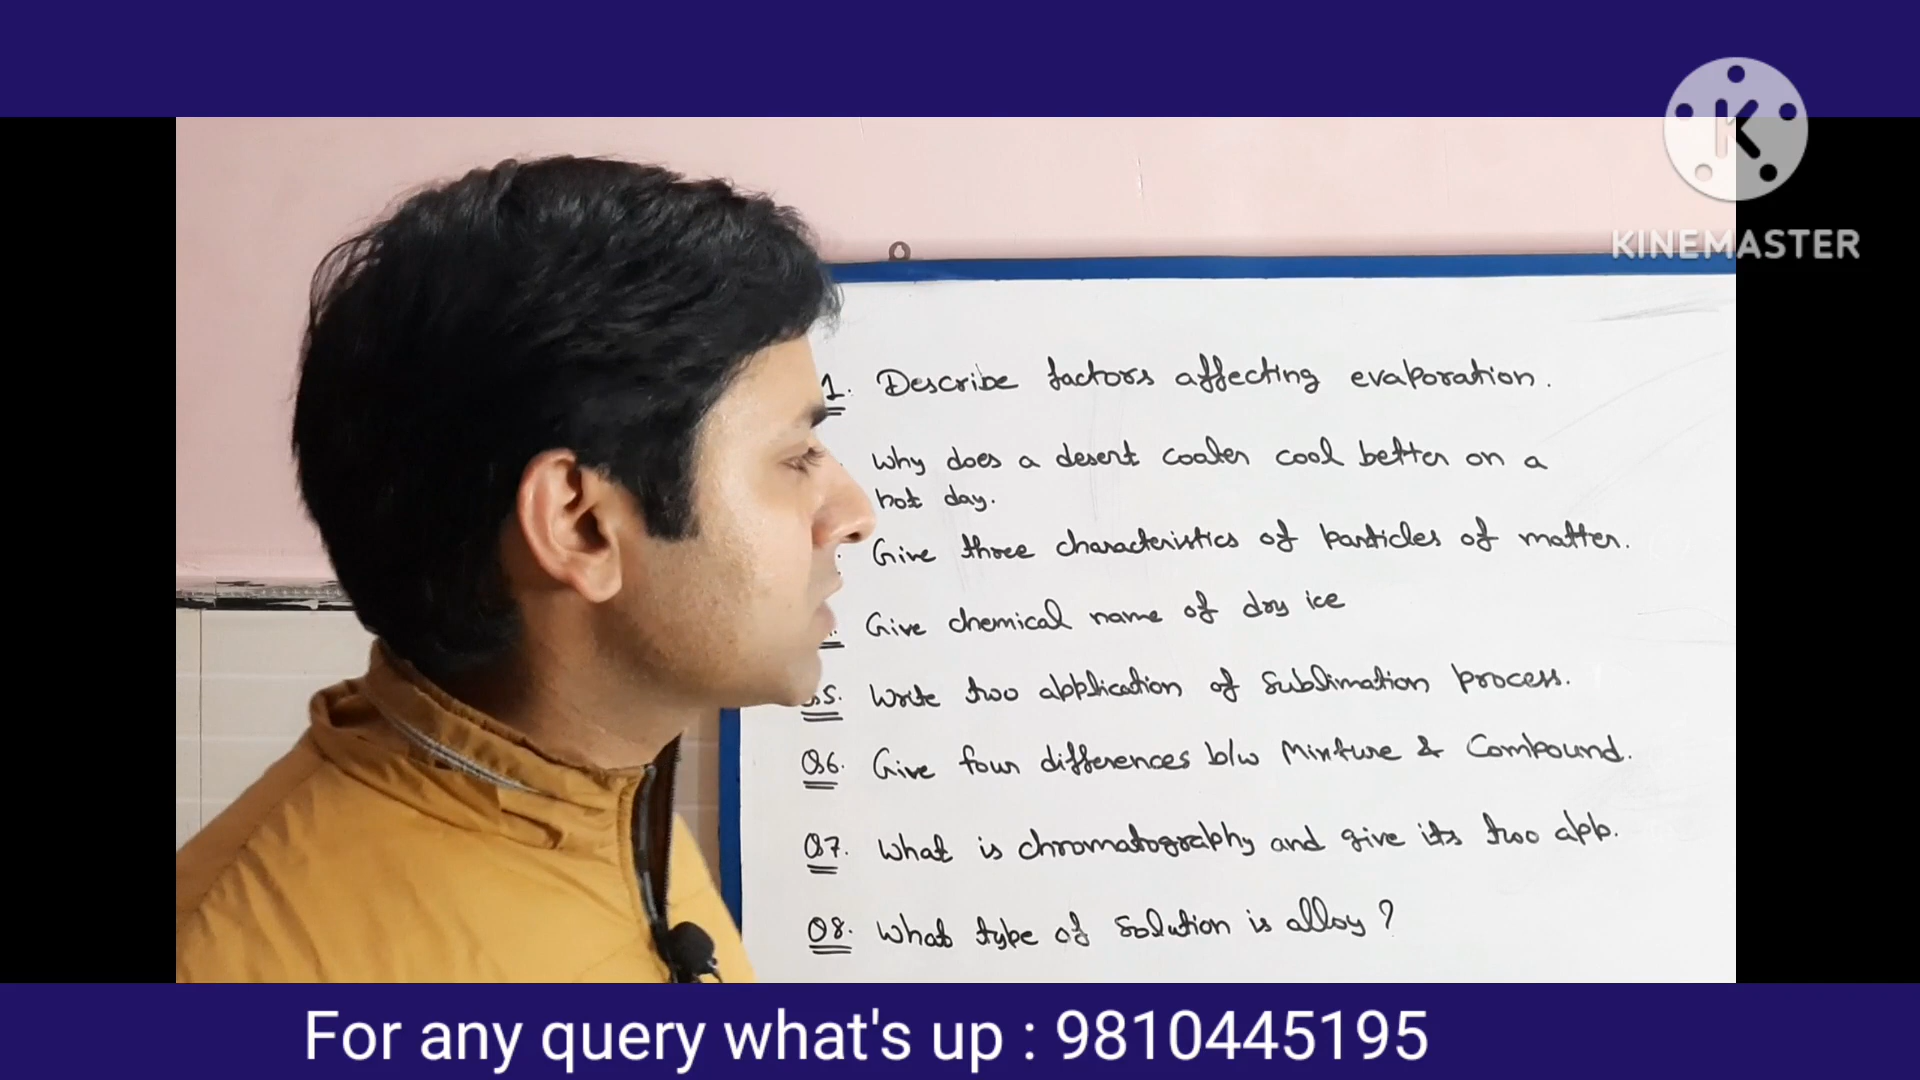 K
KINEMASTER
1. Describe factors affecting evaporation.
Why does a desert cooler cool better on a
hot day.
Give three characteristics of particles of matter.
Give chemical name of dry ice
Q5. Write two application of sublimation process.
Q6. Give four differences b/w Mixture & Compound.
Q7. What is chromatography and give its two app.
Q8. What type of solution is alloy?
For any query what's up : 9810445195